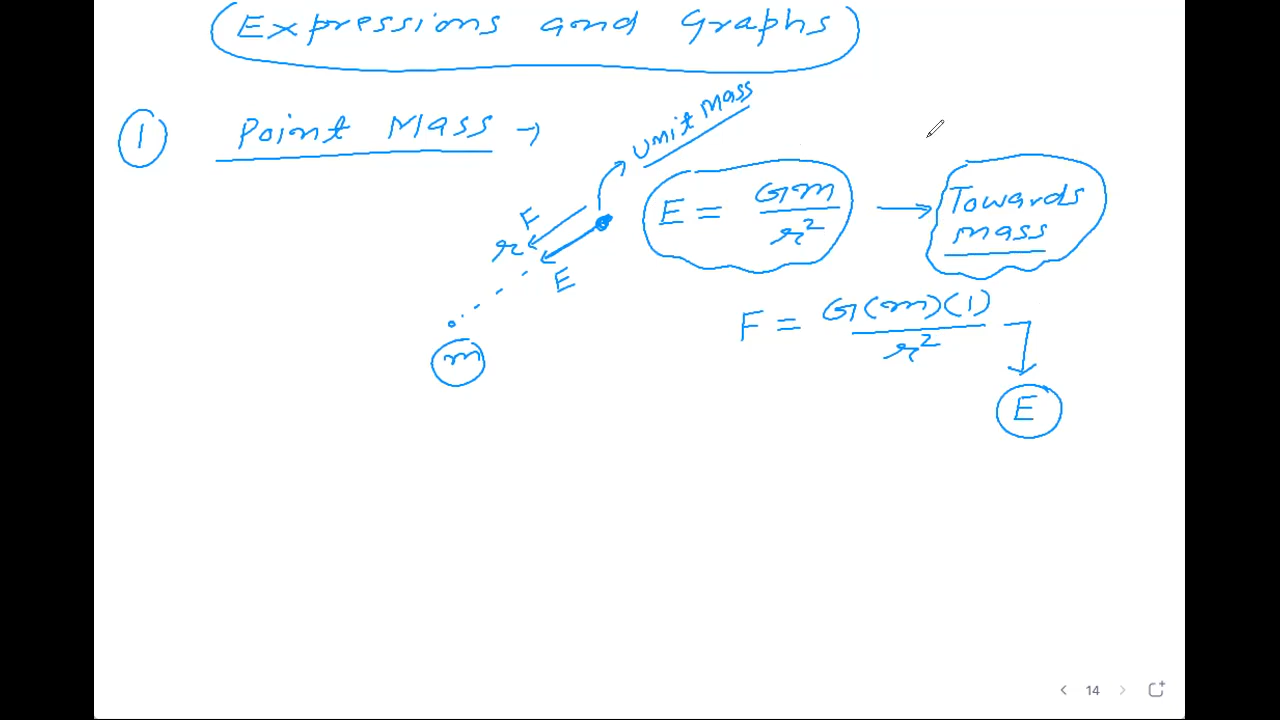 Expressions and Graphs
1 Point Mass →
Unit Mass
E = Gm/r² → Towards mass
F
r
E
m
F = G(m)(1)/r²
E
14